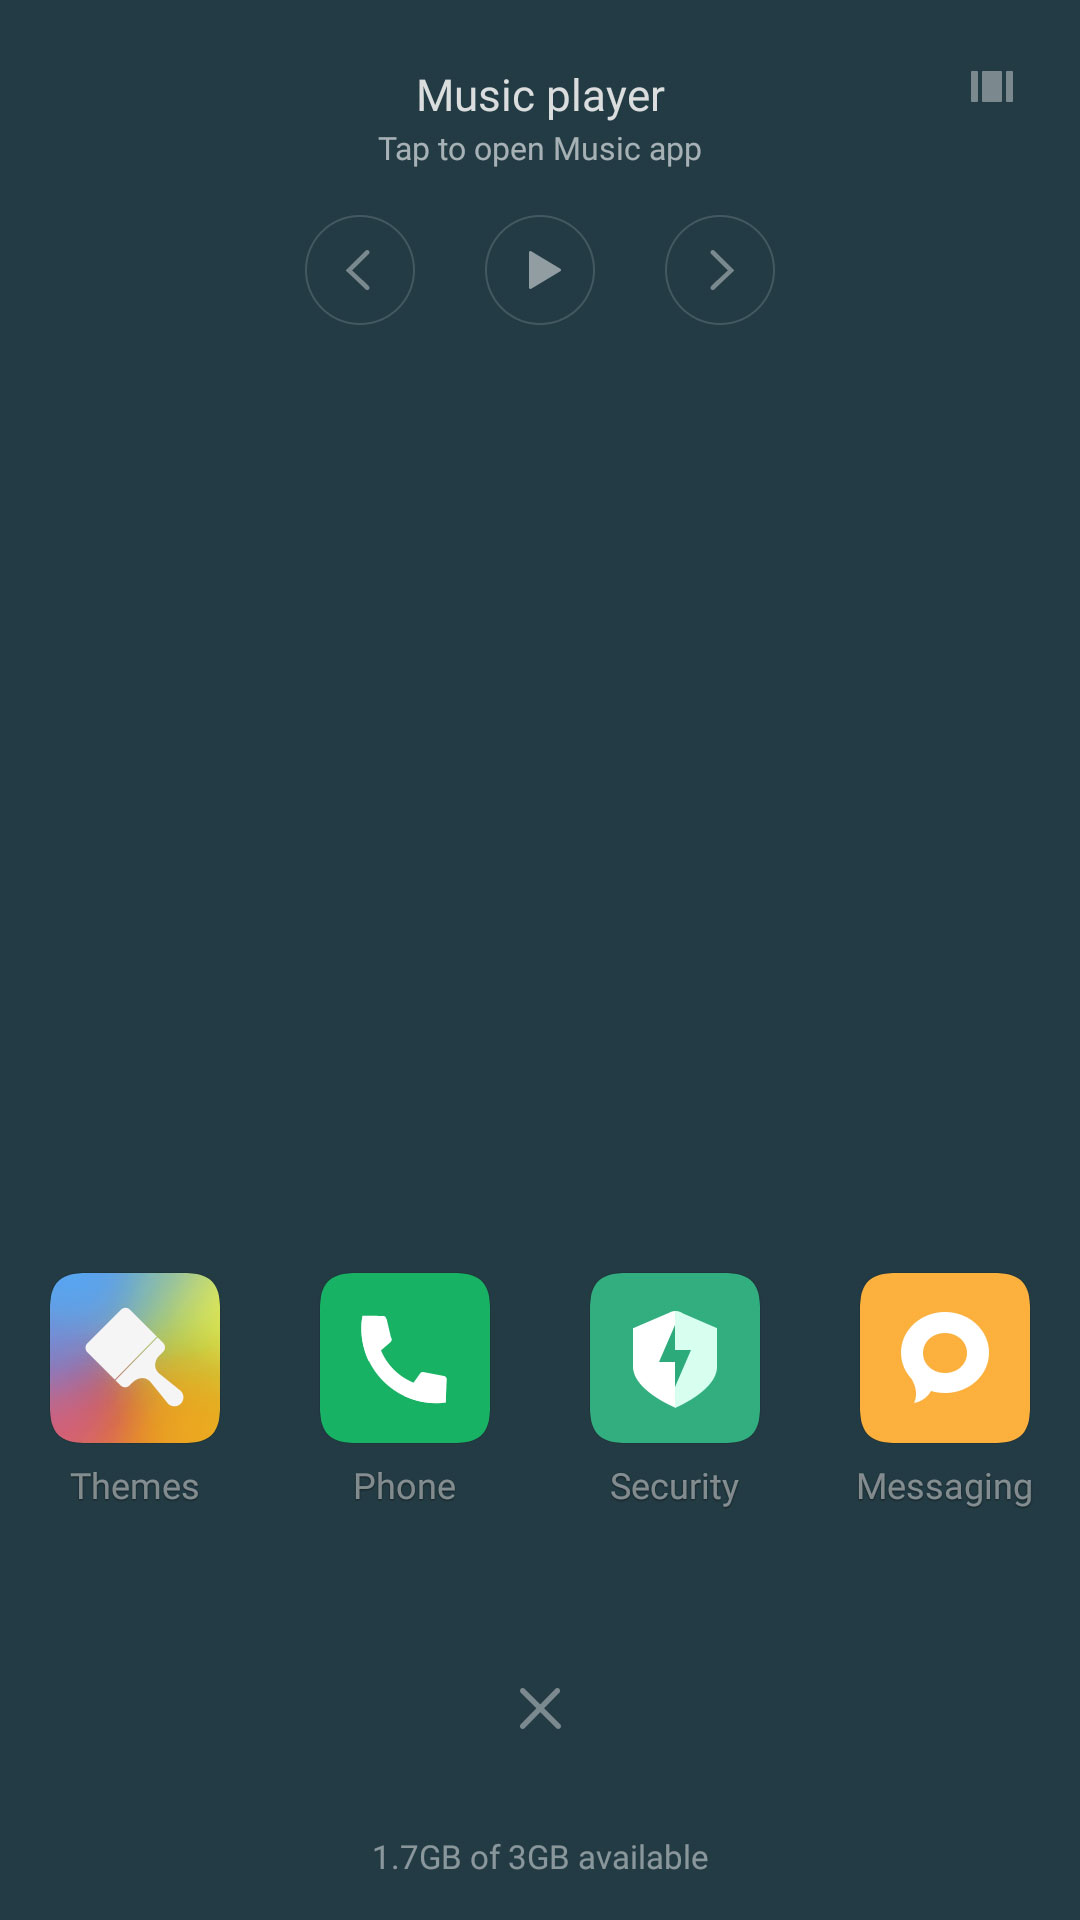 Music player
Tap to open Music app
Themes
Phone
Security
Messaging
1.7GB of 3GB available